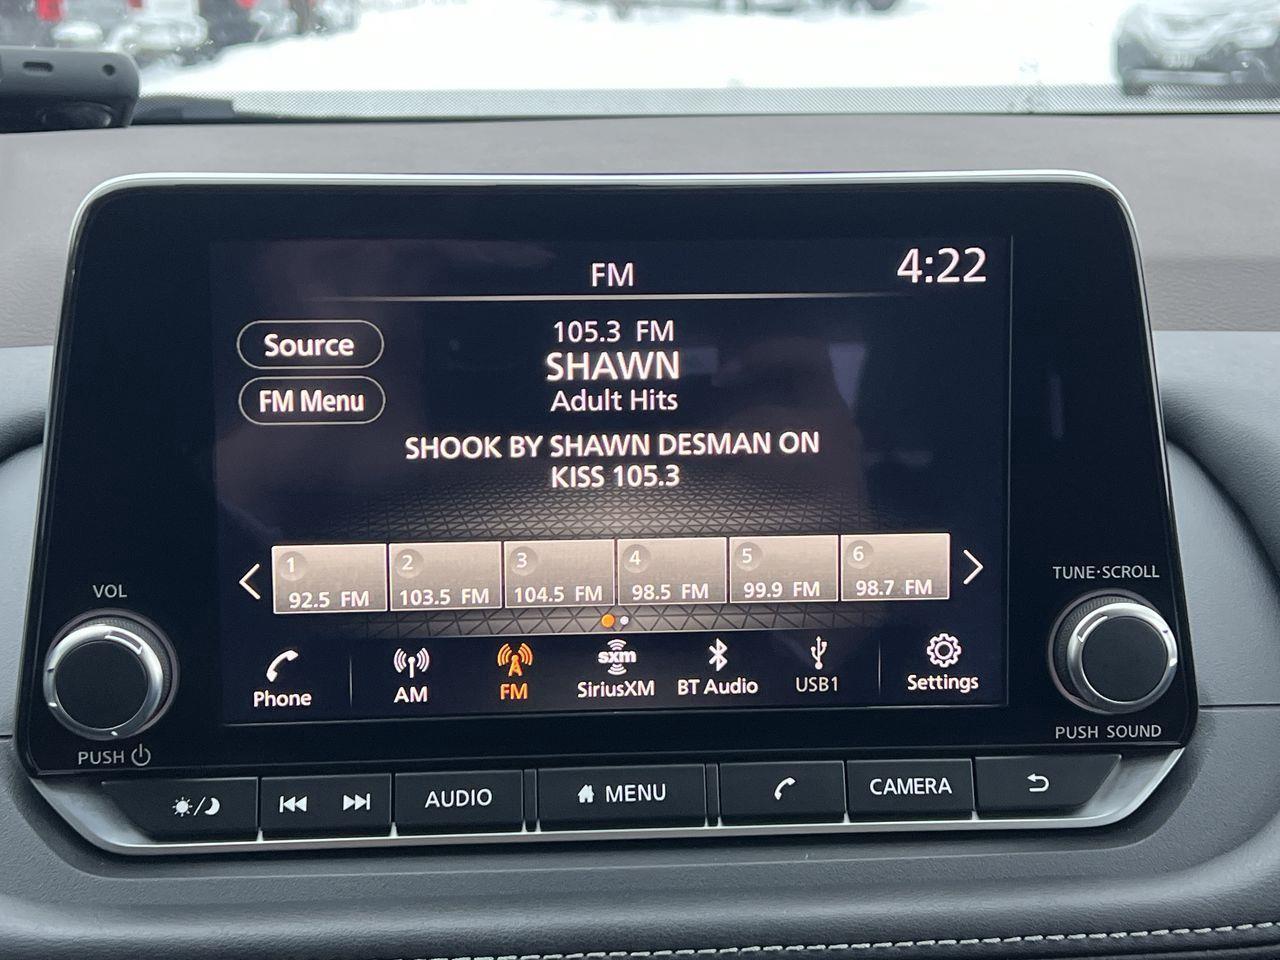 FM
4:22
Source
FM Menu
105.3 FM
SHAWN
Adult Hits
SHOOK BY SHAWN DESMAN ON
KISS 105.3
1
92.5 FM
2
103.5 FM
3
104.5 FM
4
98.5 FM
5
99.9 FM
6
98.7 FM
Phone
AM
FM
sxm
SiriusXM
BT Audio
USB1
Settings
VOL
PUSH
TUNE·SCROLL
PUSH SOUND
AUDIO
MENU
CAMERA